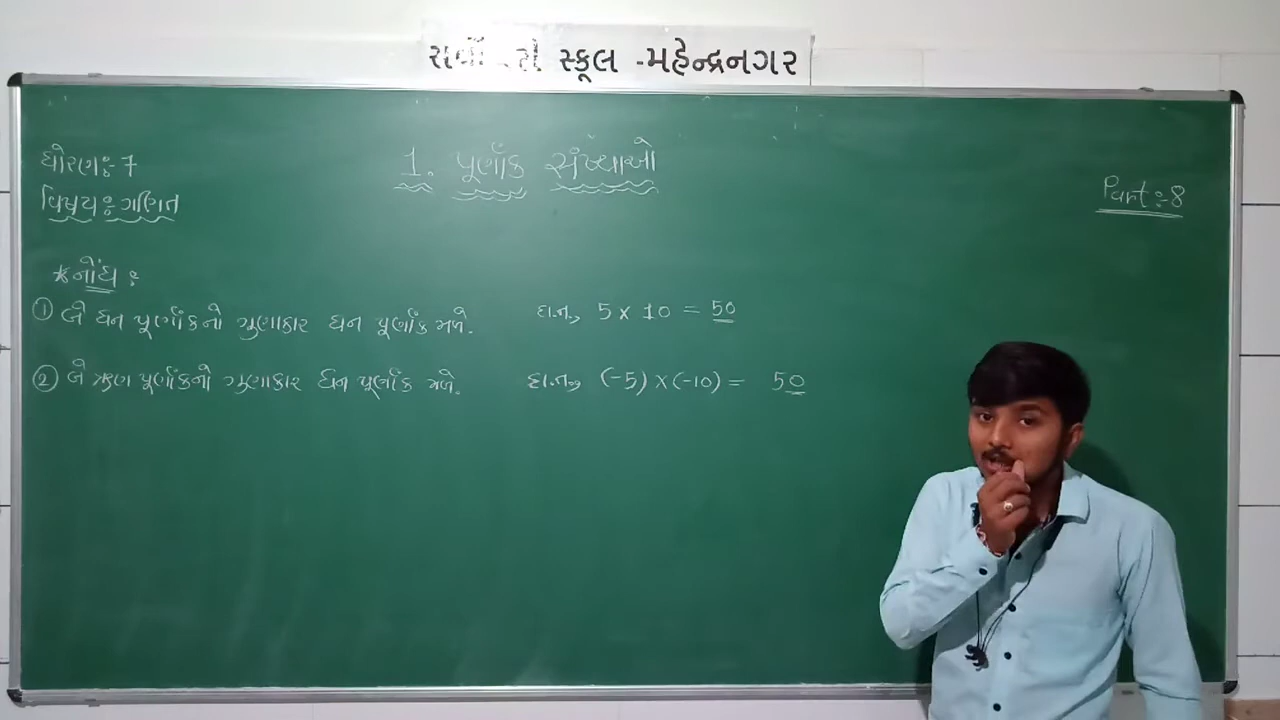 સ્કૂલ -મહેન્દ્રનગર
ધોરણઃ- 7
1. પૂર્ણાંક સંખ્યાઓ
Part:-8
વિષયઃ ગણિત
*નોંધ :
① બે ધન પૂર્ણાંકનો ગુણાકાર ધન પૂર્ણાંક મળે. દા.ત., 5 x 10 = 50
② બે ઋણ પૂર્ણાંકનો ગુણાકાર ધન પૂર્ણાંક મળે. દા.ત., (-5) x (-10) = 50